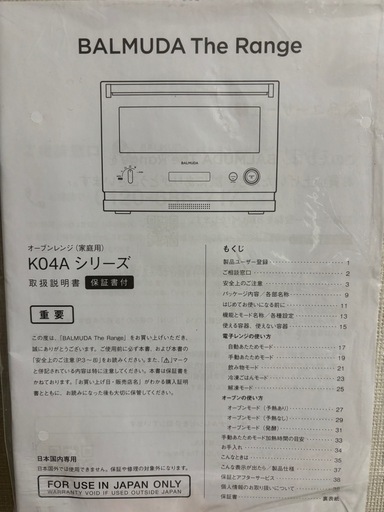 BALMUDA The Range
BALMUDA
オーブンレンジ（家庭用）
K04A シリーズ
取扱説明書 保証書付
重要
この度は、「BALMUDA The Range」をお買い上げいただき、
誠にありがとうございます。ご使用前に必ず本書、および
「安全上のご注意（P.3〜8）」をお読みください。また、「⚠」マーク
と併記されている内容は特に注意してください。本書は保証書を
かねております。「お買い上げ日・販売店名」がわかる購入証明
書とともに、お読みになった後も大切に保管してください。
日本国内専用
日本国外では使用できません。保証や修理の対象外になります。
FOR USE IN JAPAN ONLY
WARRANTY VOID IF USED OUTSIDE JAPAN
もくじ
製品ユーザー登録 1
ご相談窓口 2
安全上のご注意 3
パッケージ内容／各部名称 9
はじめてお使いになる前に 11
機能とモード名称／各種設定 13
使える容器、使えない容器 15
電子レンジの使い方
自動あたためモード 17
手動あたためモード 19
飲み物モード 21
冷凍ごはんモード 23
解凍モード 25
オーブンの使い方
オーブンモード（予熱あり） 27
オーブンモード（予熱なし） 29
オーブンモード（発酵） 31
手動あたためモード加熱時間の目安 33
お手入れ 34
こんなときは 35
こんな表示が出たら／製品仕様 37
保証とアフターサービス 38
個人情報のお取り扱いについて 38
保証書 裏表紙